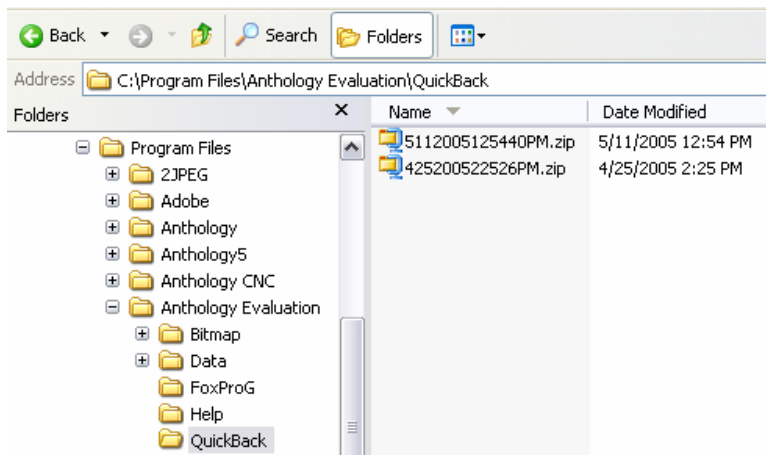 Back Search Folders
Address C:\Program Files\Anthology Evaluation\QuickBack
Folders x Name Date Modified
Program Files
2JPEG
Adobe
Anthology
Anthology5
Anthology CNC
Anthology Evaluation
Bitmap
Data
FoxProG
Help
QuickBack
5112005125440PM.zip 5/11/2005 12:54 PM
425200522526PM.zip 4/25/2005 2:25 PM